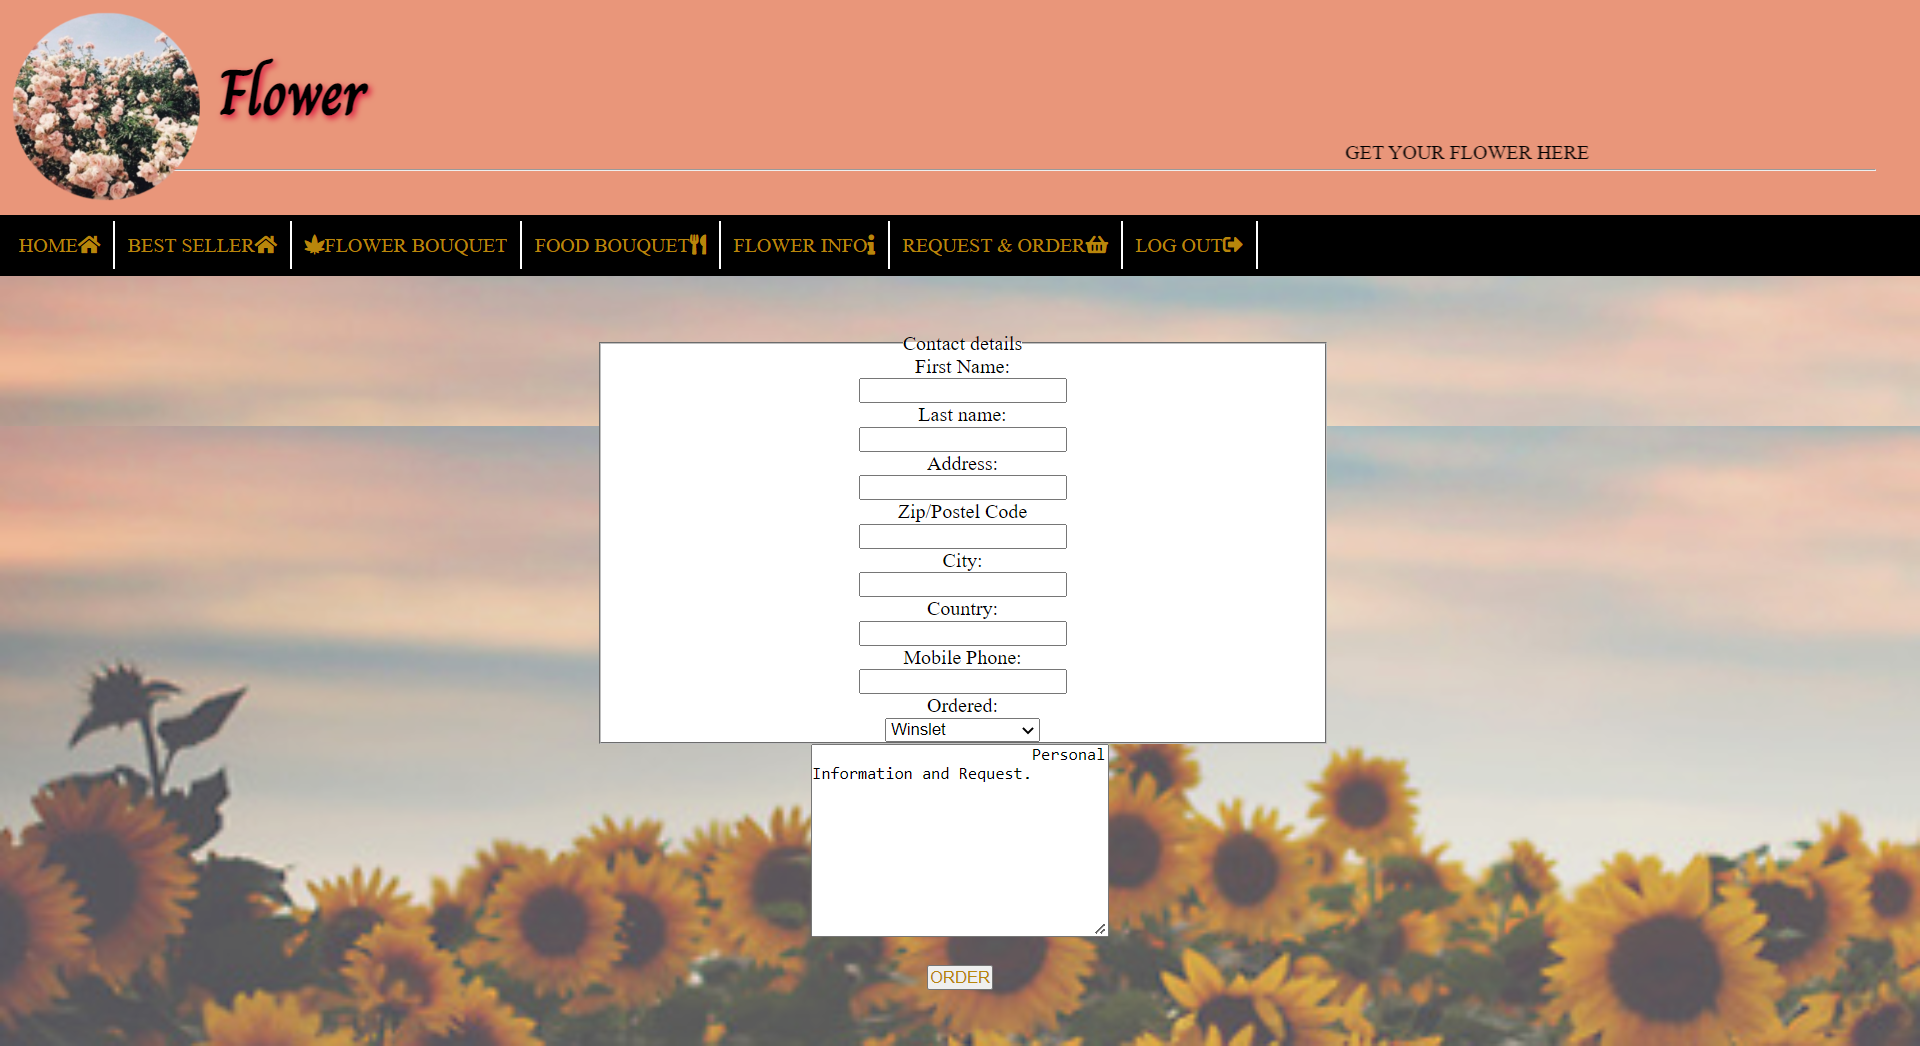 Flower
GET YOUR FLOWER HERE
HOME
BEST SELLER
FLOWER BOUQUET
FOOD BOUQUET
FLOWER INFO
REQUEST & ORDER
LOG OUT
Contact details
First Name:
Last name:
Address:
Zip/Postel Code
City:
Country:
Mobile Phone:
Ordered:
Winslet
Personal
Information and Request.
ORDER